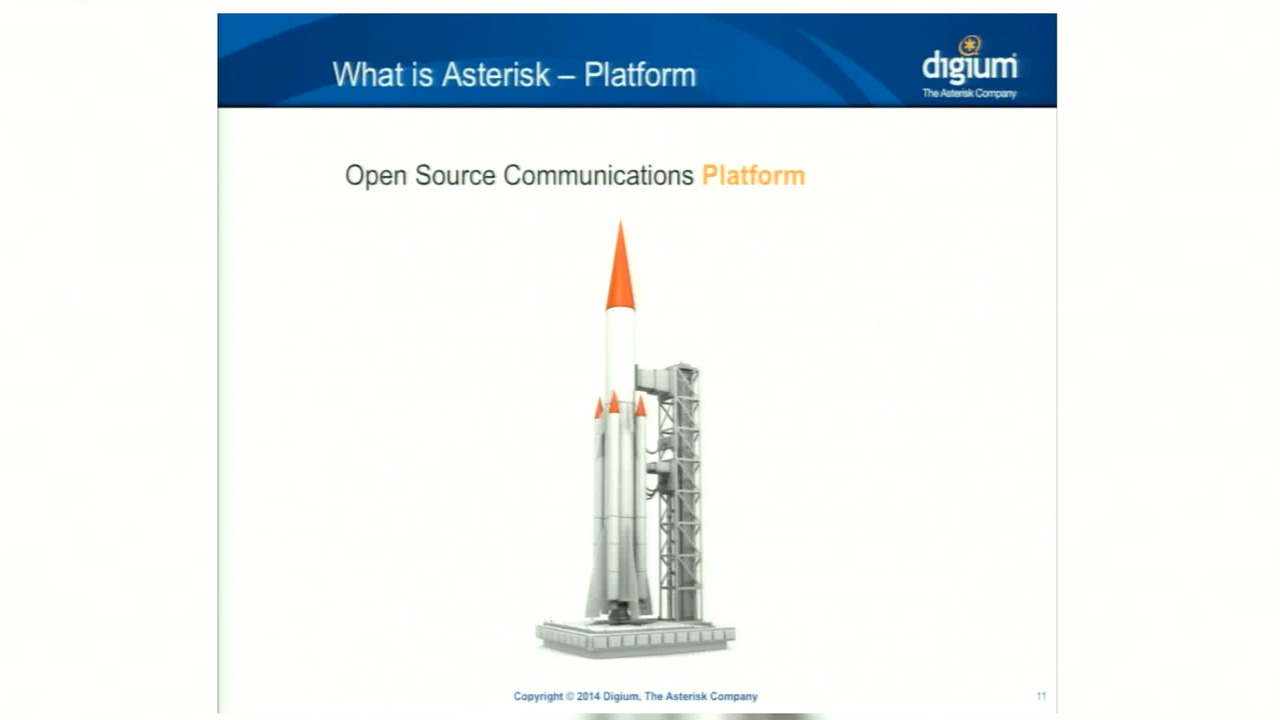 What is Asterisk – Platform
digium
The Asterisk Company
Open Source Communications Platform
Copyright © 2014 Digium, The Asterisk Company
11